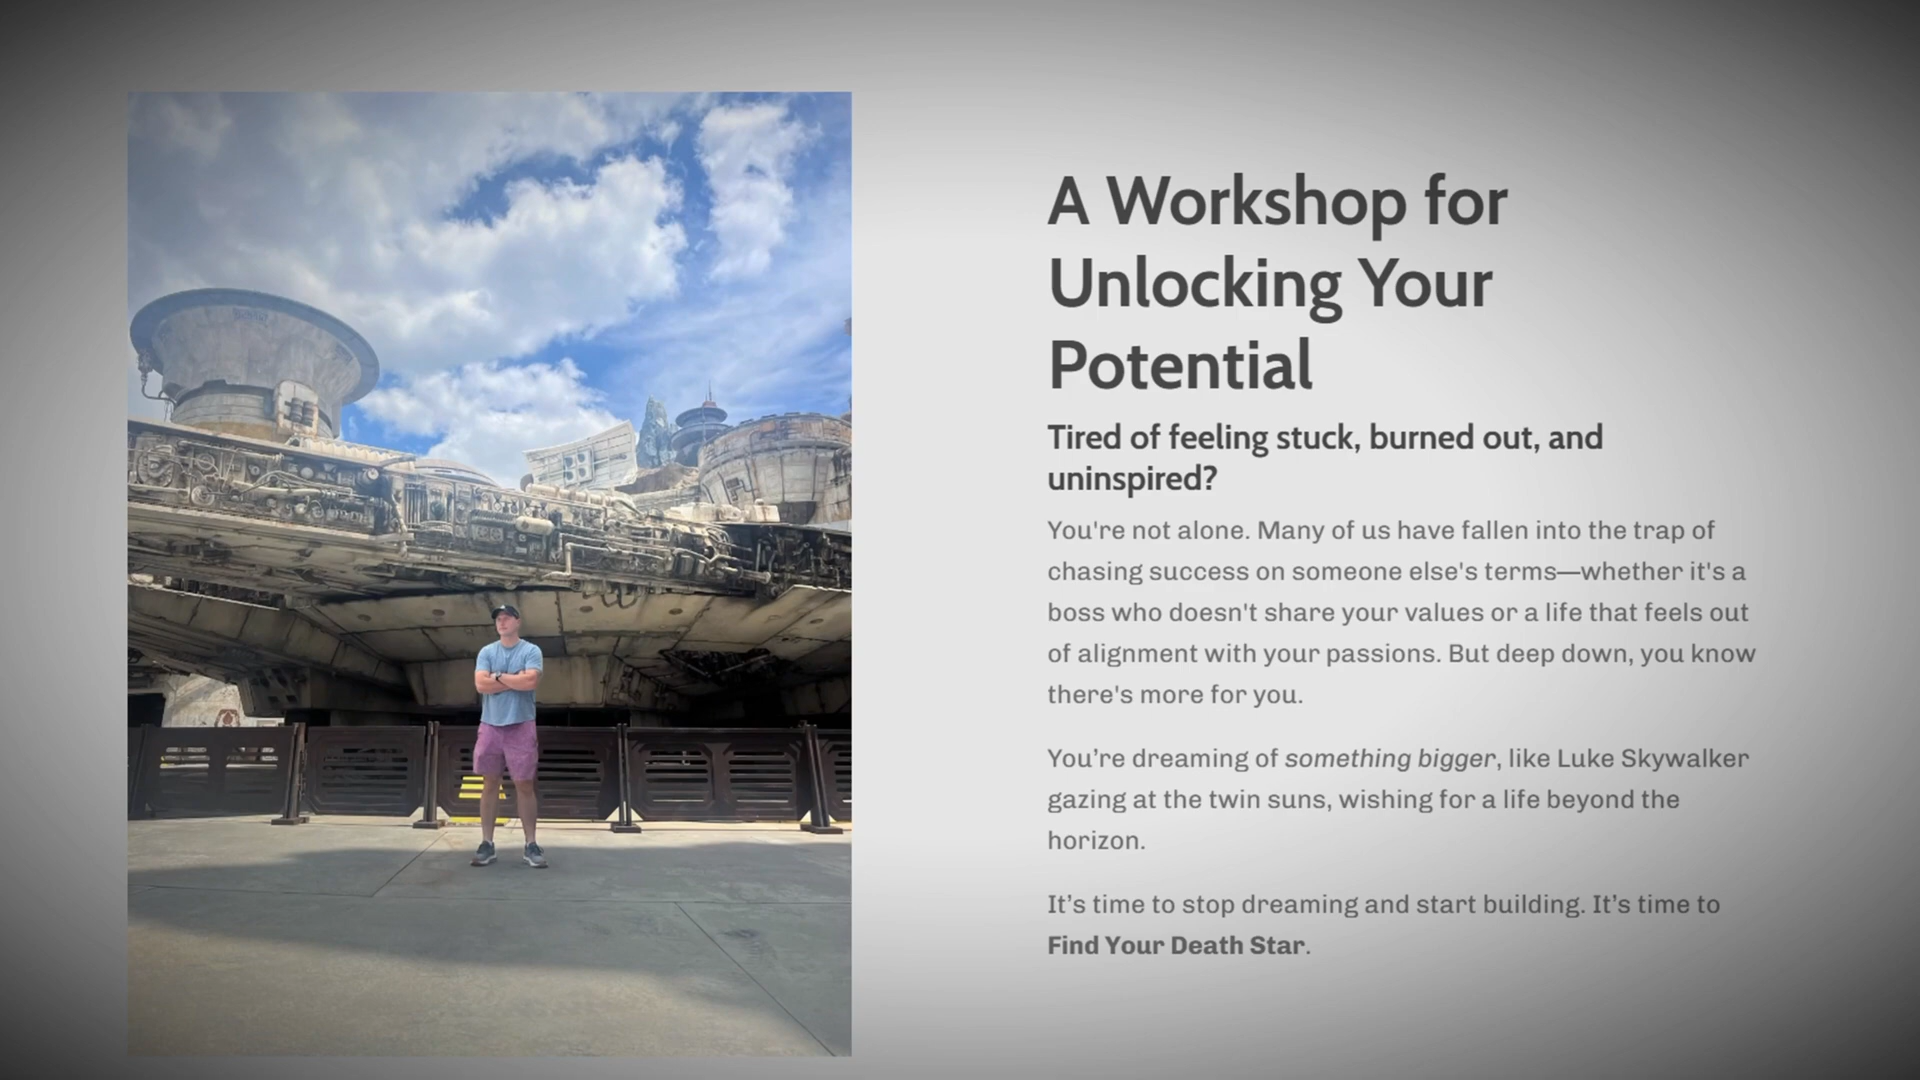 A Workshop for
Unlocking Your
Potential
Tired of feeling stuck, burned out, and
uninspired?
You're not alone. Many of us have fallen into the trap of
chasing success on someone else's terms—whether it's a
boss who doesn't share your values or a life that feels out
of alignment with your passions. But deep down, you know
there's more for you.
You’re dreaming of something bigger, like Luke Skywalker
gazing at the twin suns, wishing for a life beyond the
horizon.
It’s time to stop dreaming and start building. It’s time to
Find Your Death Star.